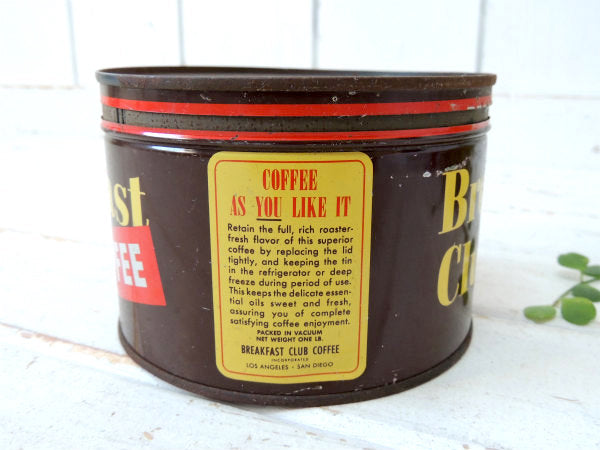 COFFEE
AS YOU LIKE IT
Retain the full, rich roaster-
fresh flavor of this superior
coffee by replacing the lid
tightly, and keeping the tin
in the refrigerator or deep
freeze during period of use.
This keeps the delicate essen-
tial oils sweet and fresh,
assuring you of complete
satisfying coffee enjoyment.
PACKED IN VACUUM
NET WEIGHT ONE LB.
BREAKFAST CLUB COFFEE
INCORPORATED
LOS ANGELES - SAN DIEGO
ast
FEE
Br
Cl